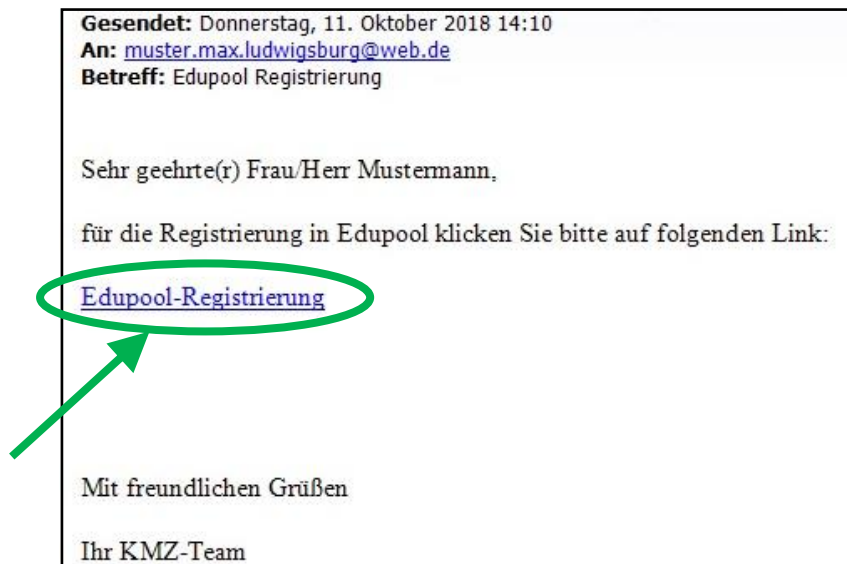 Gesendet: Donnerstag, 11. Oktober 2018 14:10
An: muster.max.ludwigsburg@web.de
Betreff: Edupool Registrierung
Sehr geehrte(r) Frau/Herr Mustermann,
für die Registrierung in Edupool klicken Sie bitte auf folgenden Link:
Edupool-Registrierung
Mit freundlichen Grüßen
Ihr KMZ-Team